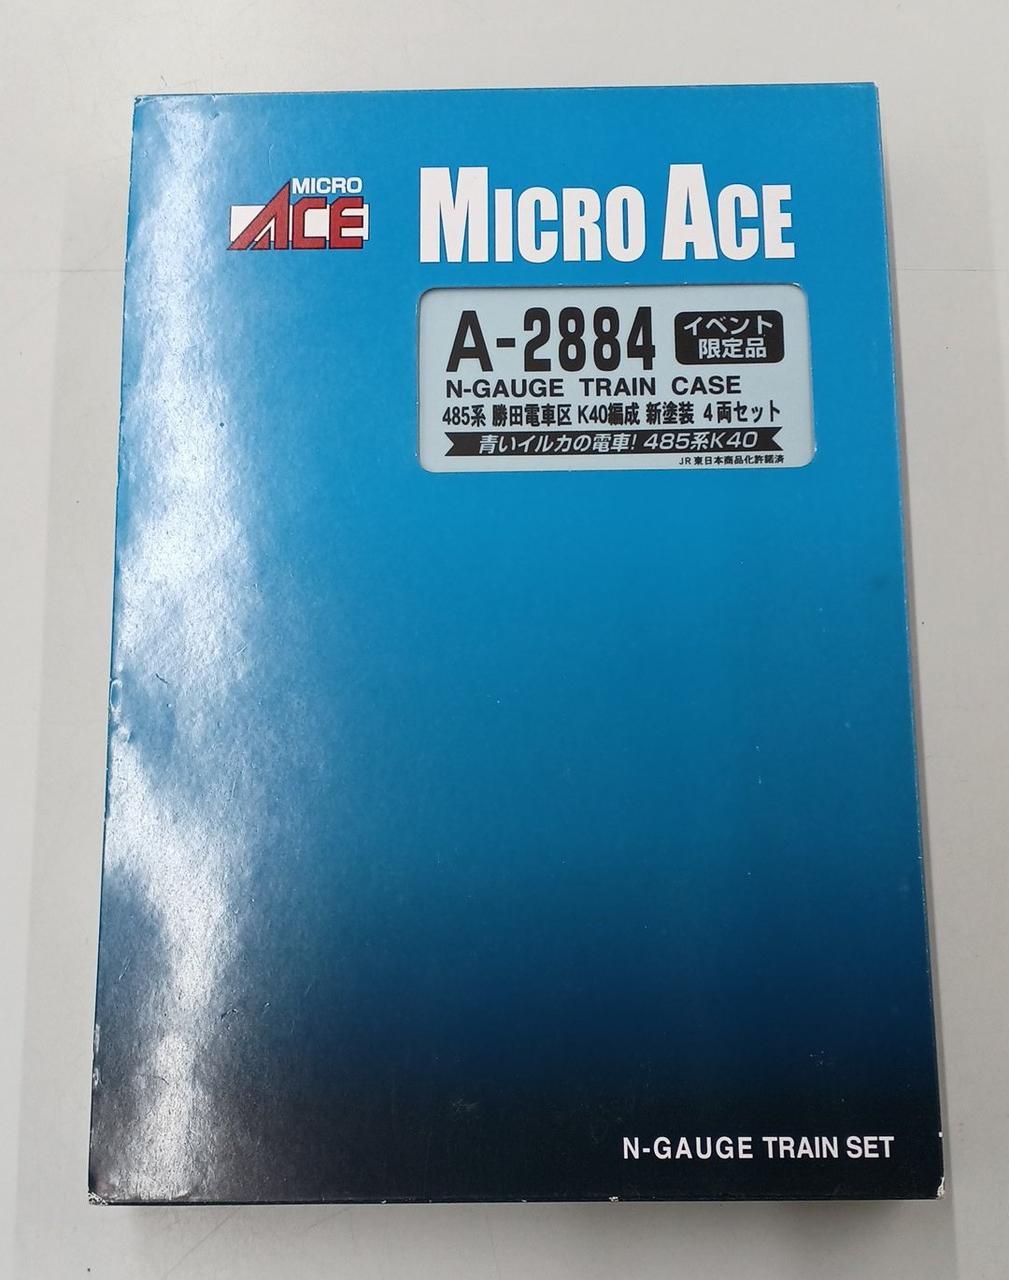 MICRO
ACE
MICRO ACE
A-2884
イベント
限定品
N-GAUGE TRAIN CASE
485系 勝田電車区 K40編成 新塗装 4両セット
青いイルカの電車! 485系K40
JR東日本商品化許諾済
N-GAUGE TRAIN SET